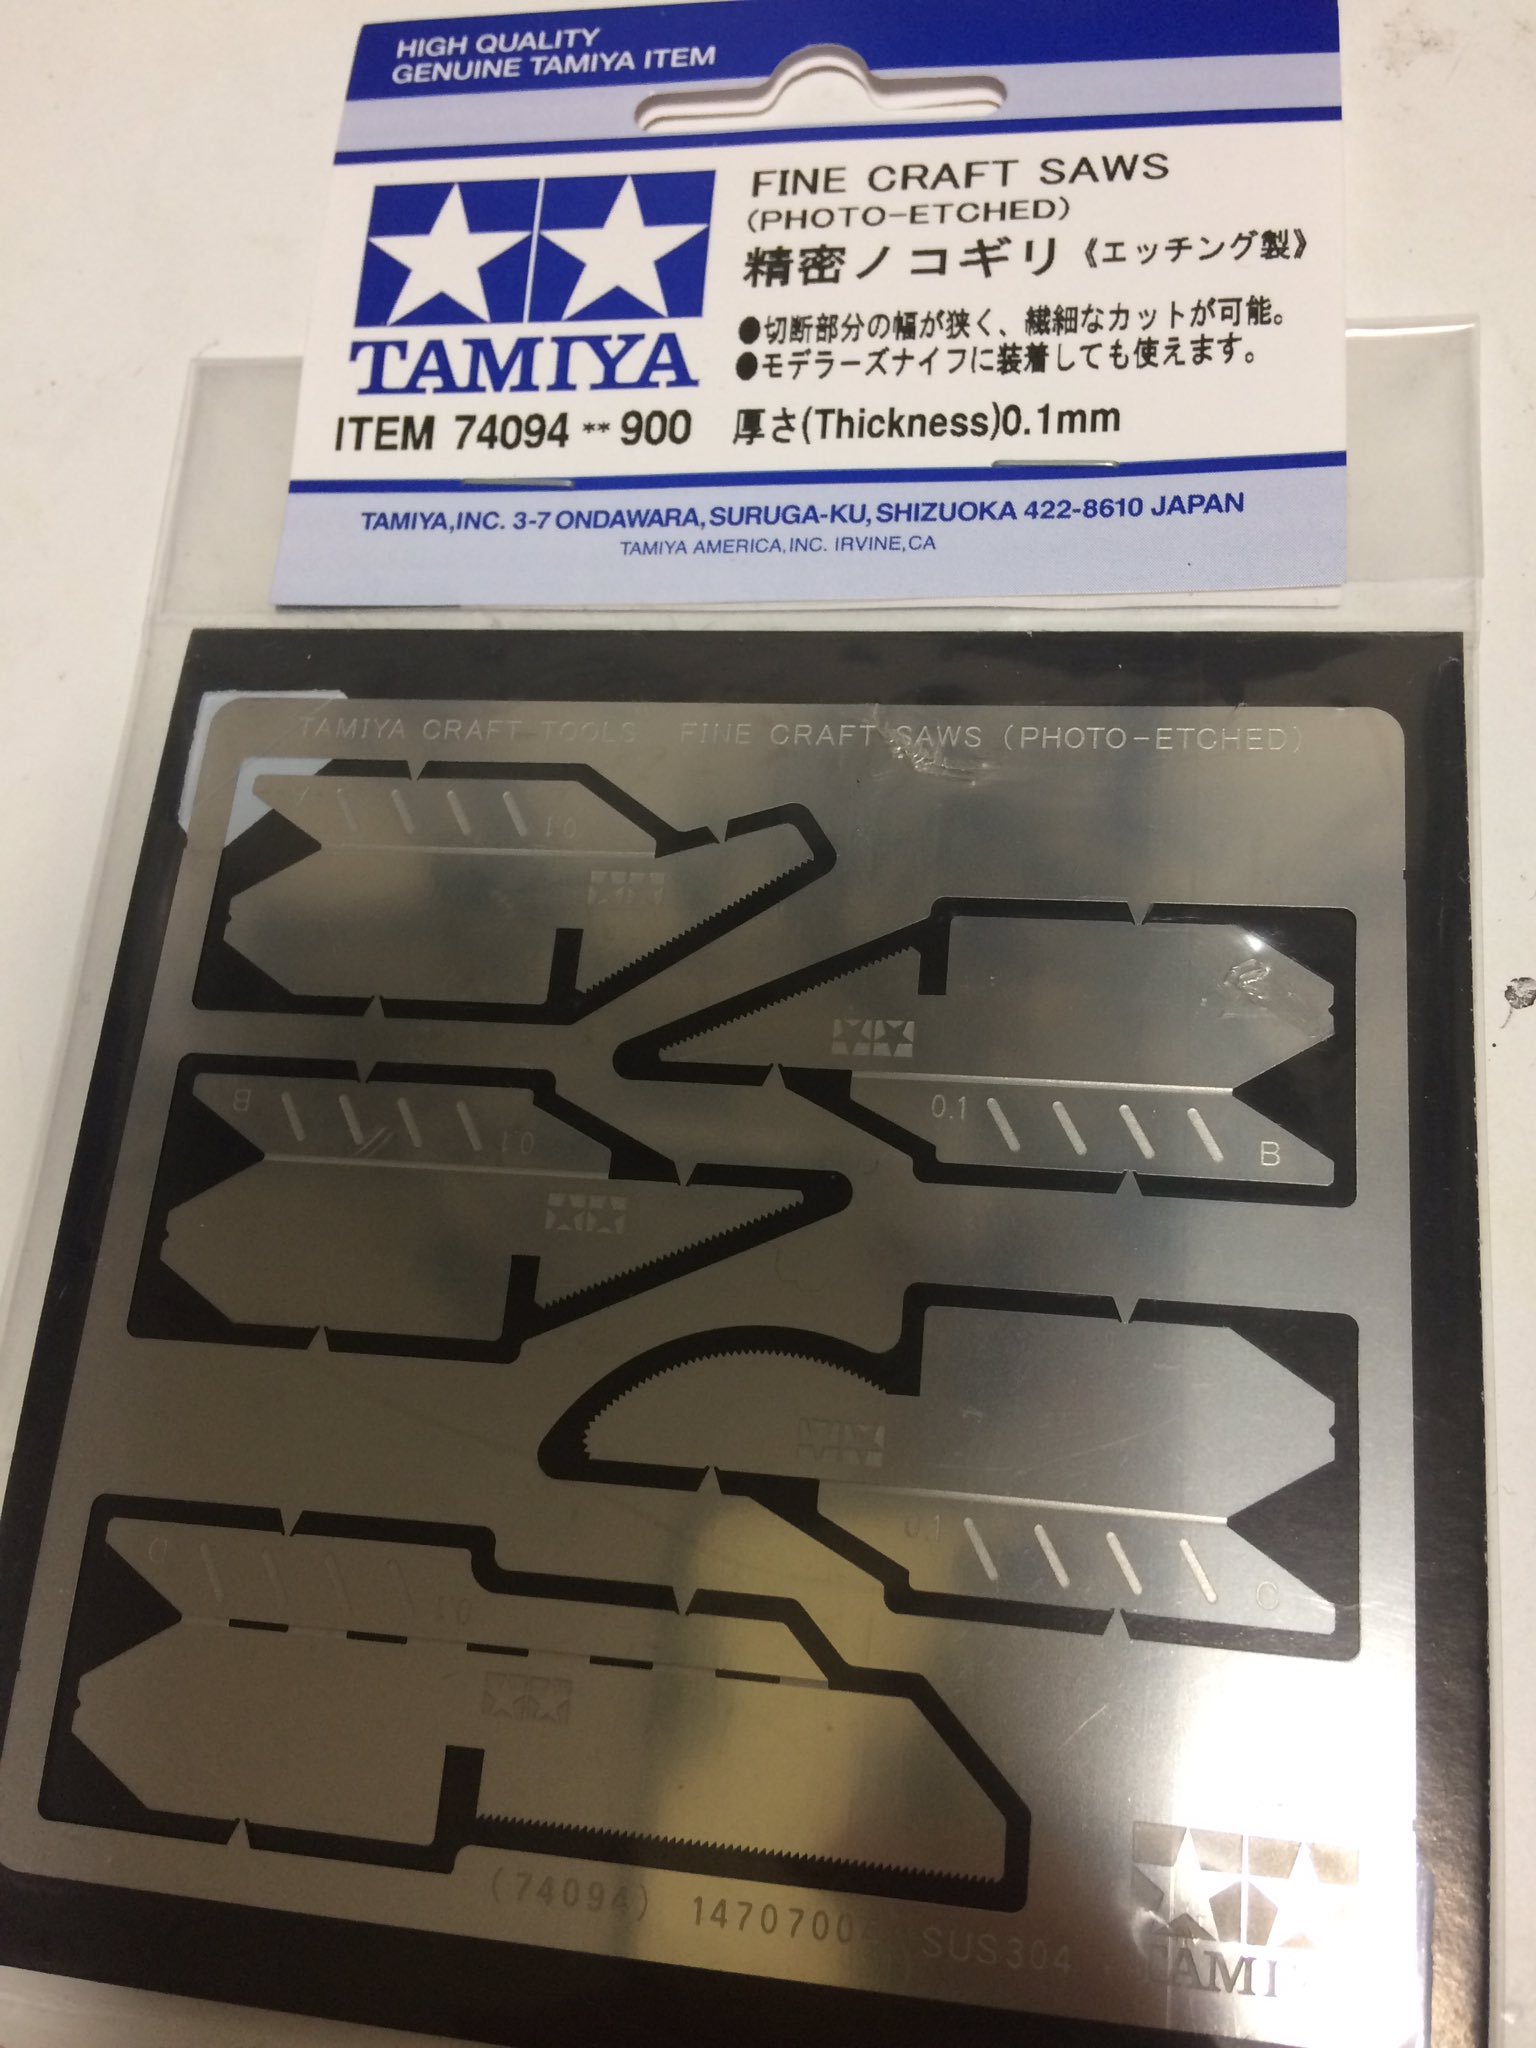 HIGH QUALITY
GENUINE TAMIYA ITEM
TAMIYA
FINE CRAFT SAWS
(PHOTO-ETCHED)
精密ノコギリ《エッチング製》
●切断部分の幅が狭く、繊細なカットが可能。
●モデラーズナイフに装着しても使えます。
ITEM 74094 ** 900
厚さ(Thickness)0.1mm
TAMIYA,INC. 3-7 ONDAWARA,SURUGA-KU,SHIZUOKA 422-8610 JAPAN
TAMIYA AMERICA,INC. IRVINE,CA
TAMIYA CRAFT TOOLS FINE CRAFT SAWS (PHOTO-ETCHED)
A
0.1
0.1
B
B
0.1
0.1
C
D
0.1
(74094)
SUS304